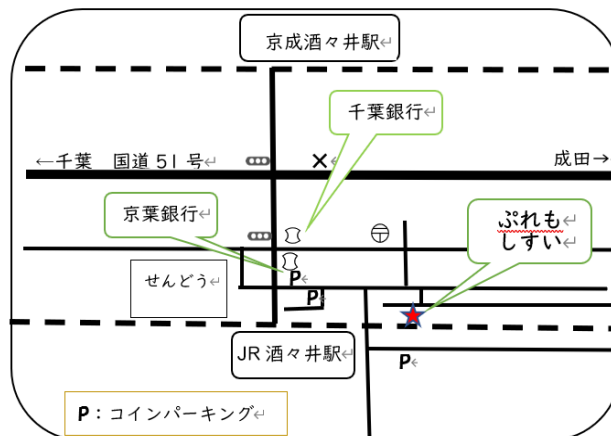 京成酒々井駅
千葉銀行
←千葉　国道51号
×
成田→
京葉銀行
〒
ぷれも
しすい
せんどう
P
P
JR酒々井駅
P
P：コインパーキング